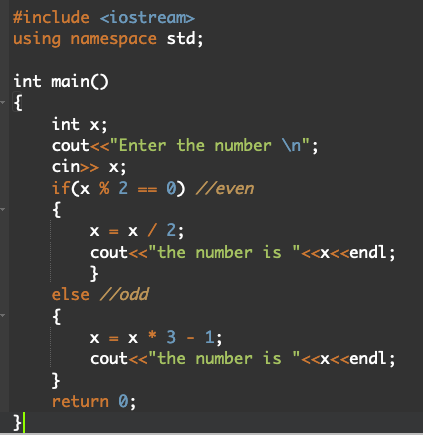 #include <iostream>
using namespace std;
int main()
{
int x;
cout<<"Enter the number \n";
cin>> x;
if(x % 2 == 0) //even
{
x = x / 2;
cout<<"the number is "<<x<<endl;
}
else //odd
{
x = x * 3 - 1;
cout<<"the number is "<<x<<endl;
}
return 0;
}